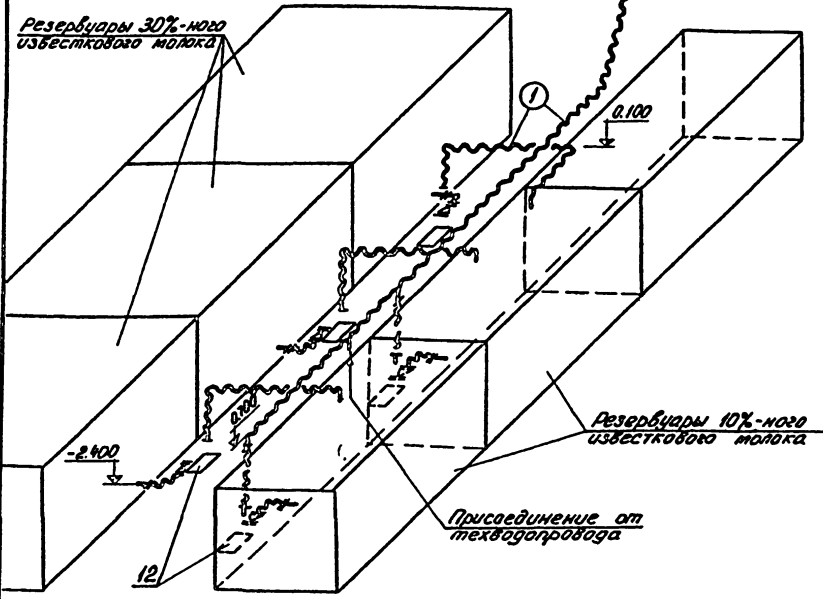 Резервуары 30%-ного
известкового молока
1
0.100
0.700
-2.400
Резервуары 10%-ного
известкового молока
Присоединение от
техводопровода
12